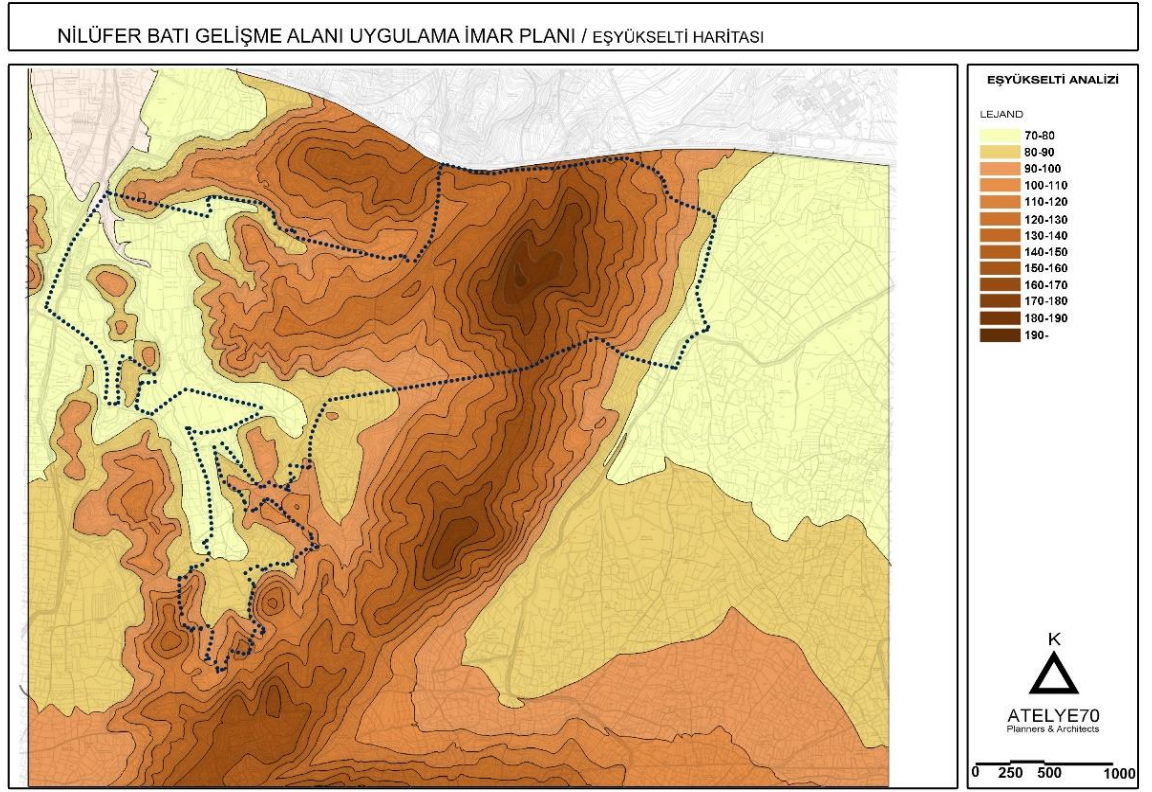 NİLÜFER BATI GELİŞME ALANI UYGULAMA İMAR PLANI / EŞYÜKSELTİ HARİTASI
EŞYÜKSELTİ ANALİZİ
LEJAND
70-80
80-90
90-100
100-110
110-120
120-130
130-140
140-150
150-160
160-170
170-180
180-190
190-
K
ATELYE70
Planners & Architects
0 250 500 1000